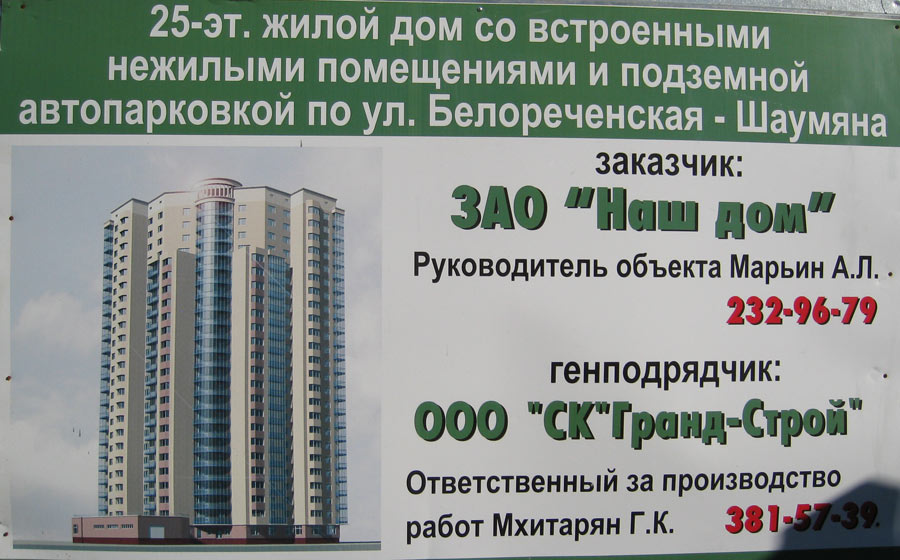 25-эт. жилой дом со встроенными
нежилыми помещениями и подземной
автопарковкой по ул. Белореченская - Шаумяна
заказчик:
ЗАО "Наш дом"
Руководитель объекта Марьин А.Л.
232-96-79
генподрядчик:
ООО "СК"Гранд-Строй"
Ответственный за производство
работ Мхитарян Г.К. 381-57-39